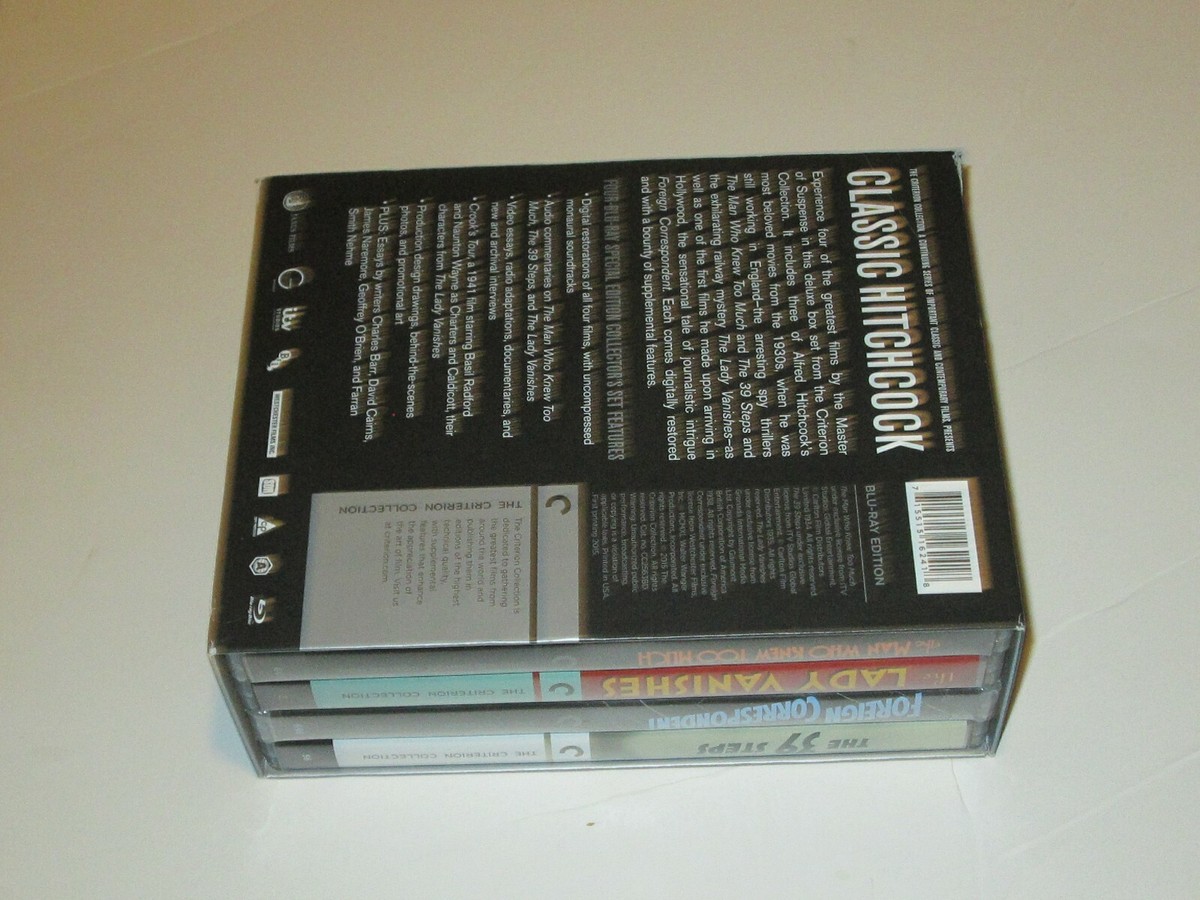 THE CRITERION COLLECTION, A CONTINUING SERIES OF IMPORTANT CLASSIC AND CONTEMPORARY FILMS, PRESENTS
CLASSIC HITCHCOCK
Experience four of the greatest films by the Master
of Suspense in this deluxe box set from the Criterion
Collection. It includes three of Alfred Hitchcock's
most beloved movies from the 1930s, when he was
still working in England—the arresting spy thrillers
The Man Who Knew Too Much and The 39 Steps and
the exhilarating railway mystery The Lady Vanishes—as
well as one of the first films he made upon arriving in
Hollywood, the sensational tale of journalistic intrigue
Foreign Correspondent. Each comes digitally restored
and with a bounty of supplemental features.
FOUR-BLU-RAY SPECIAL EDITION COLLECTOR'S SET FEATURES
• Digital restorations of all four films, with uncompressed
monaural soundtracks
• Audio commentaries on The Man Who Knew Too
Much, The 39 Steps, and The Lady Vanishes
• Video essays, radio adaptations, documentaries, and
new and archival interviews
• Crook's Tour, a 1941 film starring Basil Radford
and Naunton Wayne as Charters and Caldicott, their
characters from The Lady Vanishes
• Production design drawings, behind-the-scenes
photos, and promotional art
• PLUS: Essays by writers Charles Barr, David Cairns,
James Naremore, Geoffrey O'Brien, and Farran
Smith Nehme
itv
STUDIOS
WESTCHESTER FILMS, INC.
7 15515 16241 8
BLU-RAY EDITION
First printing 2015.
The Criterion Collection is
dedicated to gathering
the greatest films from
around the world and
publishing them in
editions of the highest
technical quality,
with supplemental
features that enhance
the appreciation of
the art of film. Visit us
at criterion.com
THE CRITERION COLLECTION
The MAN WHO KNEW TOO MUCH
The LADY VANISHES
THE CRITERION COLLECTION
FOREIGN CORRESPONDENT
THE 39 STEPS
THE CRITERION COLLECTION